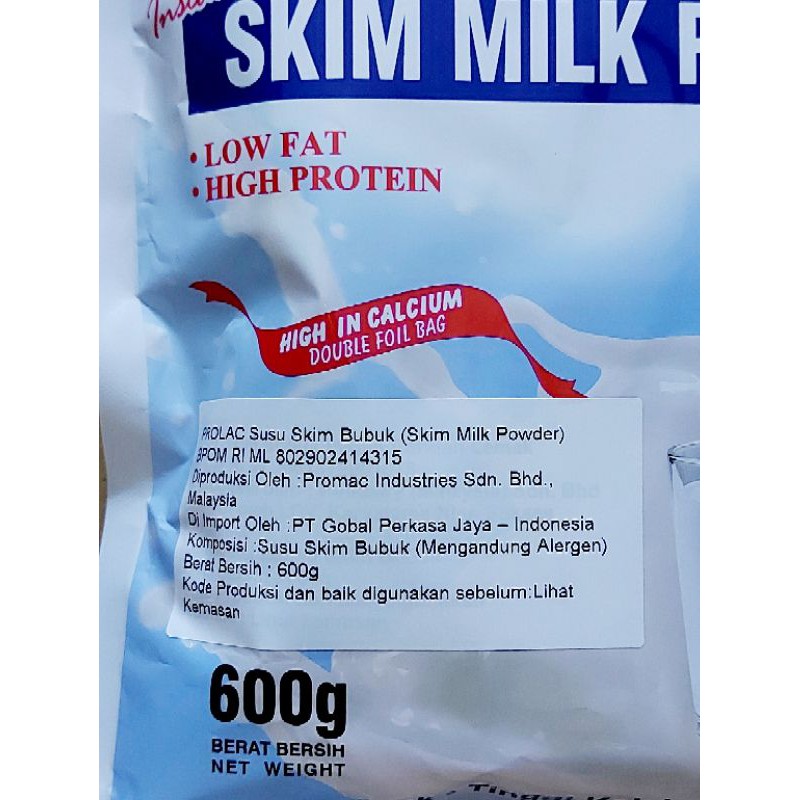 SKIM MILK
• LOW FAT
• HIGH PROTEIN
HIGH IN CALCIUM
DOUBLE FOIL BAG
PROLAC Susu Skim Bubuk (Skim Milk Powder)
BPOM RI ML 802902414315
Diproduksi Oleh :Promac Industries Sdn. Bhd.,
Malaysia
Di Import Oleh :PT Gobal Perkasa Jaya – Indonesia
Komposisi :Susu Skim Bubuk (Mengandung Alergen)
Berat Bersih : 600g
Kode Produksi dan baik digunakan sebelum:Lihat
Kemasan
600g
BERAT BERSIH
NET WEIGHT
Tinggi